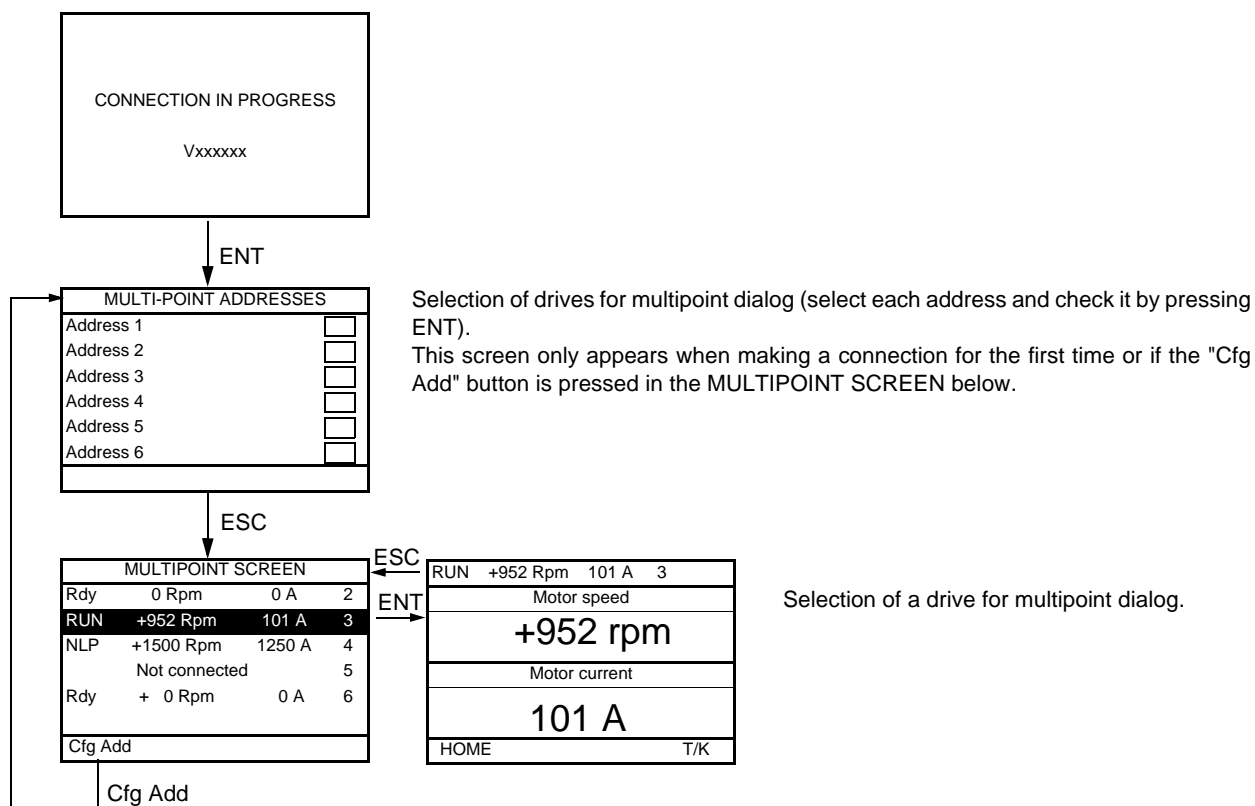 CONNECTION IN PROGRESS
Vxxxxxx
ENT
MULTI-POINT ADDRESSES
Address 1
Address 2
Address 3
Address 4
Address 5
Address 6
Selection of drives for multipoint dialog (select each address and check it by pressing
ENT).
This screen only appears when making a connection for the first time or if the "Cfg
Add" button is pressed in the MULTIPOINT SCREEN below.
ESC
MULTIPOINT SCREEN
Rdy 0 Rpm 0 A 2
RUN +952 Rpm 101 A 3
NLP +1500 Rpm 1250 A 4
Not connected 5
Rdy + 0 Rpm 0 A 6
Cfg Add
ESC
ENT
RUN +952 Rpm 101 A 3
Motor speed
+952 rpm
Motor current
101 A
HOME T/K
Selection of a drive for multipoint dialog.
Cfg Add